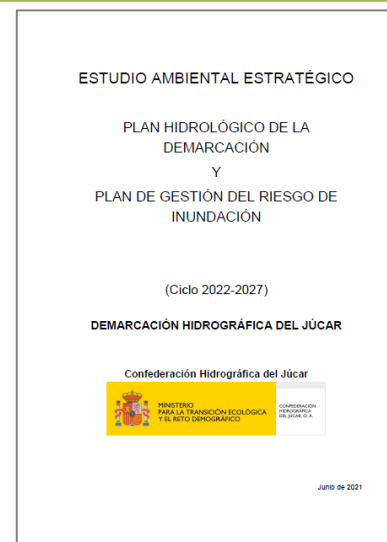 ESTUDIO AMBIENTAL ESTRATÉGICO
PLAN HIDROLÓGICO DE LA
DEMARCACIÓN
Y
PLAN DE GESTIÓN DEL RIESGO DE
INUNDACIÓN
(Ciclo 2022-2027)
DEMARCACIÓN HIDROGRÁFICA DEL JÚCAR
Confederación Hidrográfica del Júcar
MINISTERIO
PARA LA TRANSICIÓN ECOLÓGICA
Y EL RETO DEMOGRÁFICO
CONFEDERACIÓN
HIDROGRÁFICA
DEL JÚCAR, O. A.
Junio de 2021